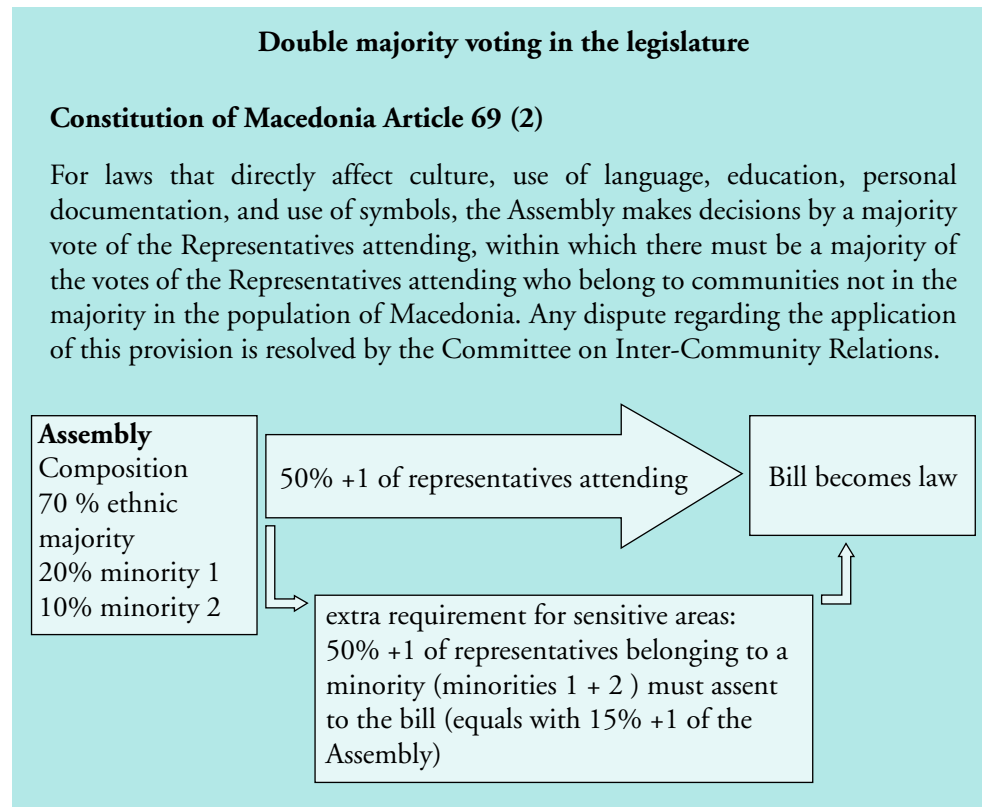 Double majority voting in the legislature
Constitution of Macedonia Article 69 (2)
For laws that directly affect culture, use of language, education, personal
documentation, and use of symbols, the Assembly makes decisions by a majority
vote of the Representatives attending, within which there must be a majority of
the votes of the Representatives attending who belong to communities not in the
majority in the population of Macedonia. Any dispute regarding the application
of this provision is resolved by the Committee on Inter-Community Relations.
Assembly
Composition
70 % ethnic
majority
20% minority 1
10% minority 2
50% +1 of representatives attending
Bill becomes law
extra requirement for sensitive areas:
50% +1 of representatives belonging to a
minority (minorities 1 + 2 ) must assent
to the bill (equals with 15% +1 of the
Assembly)